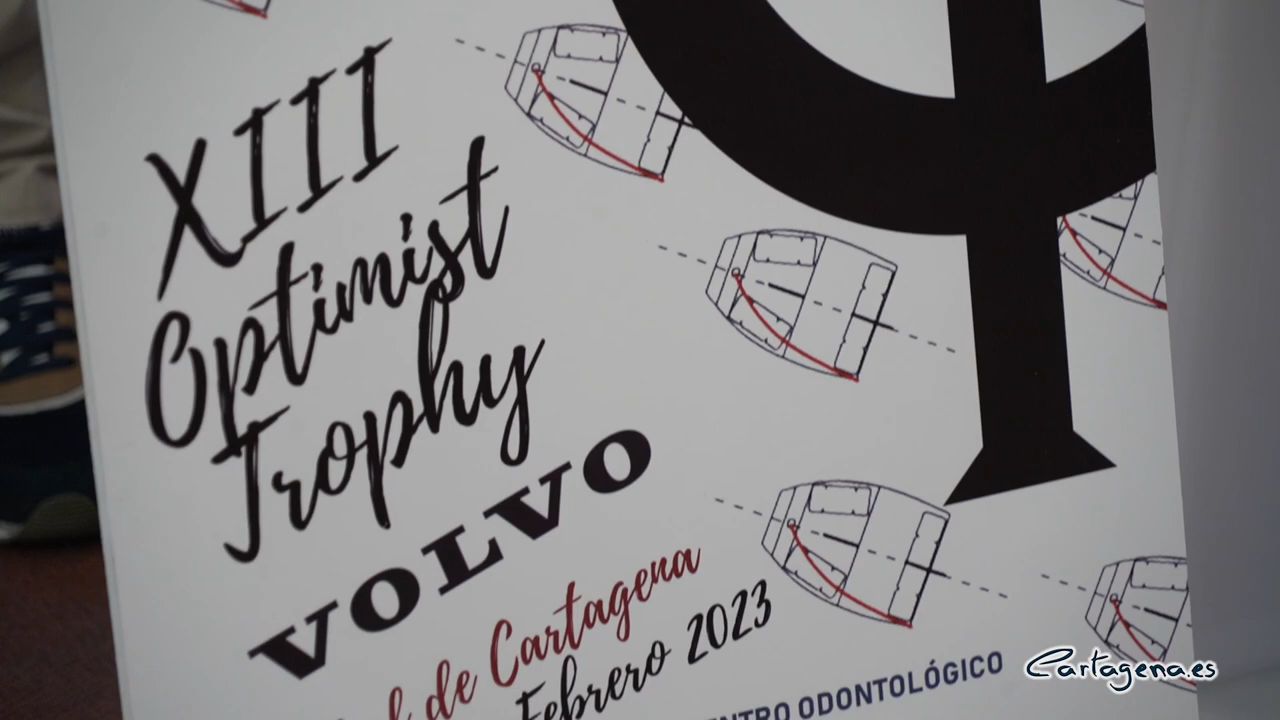 XIII
Optimist
Trophy
VOLVO
de Cartagena
Febrero 2023
ODONTOLÓGICO
Cartagena.es